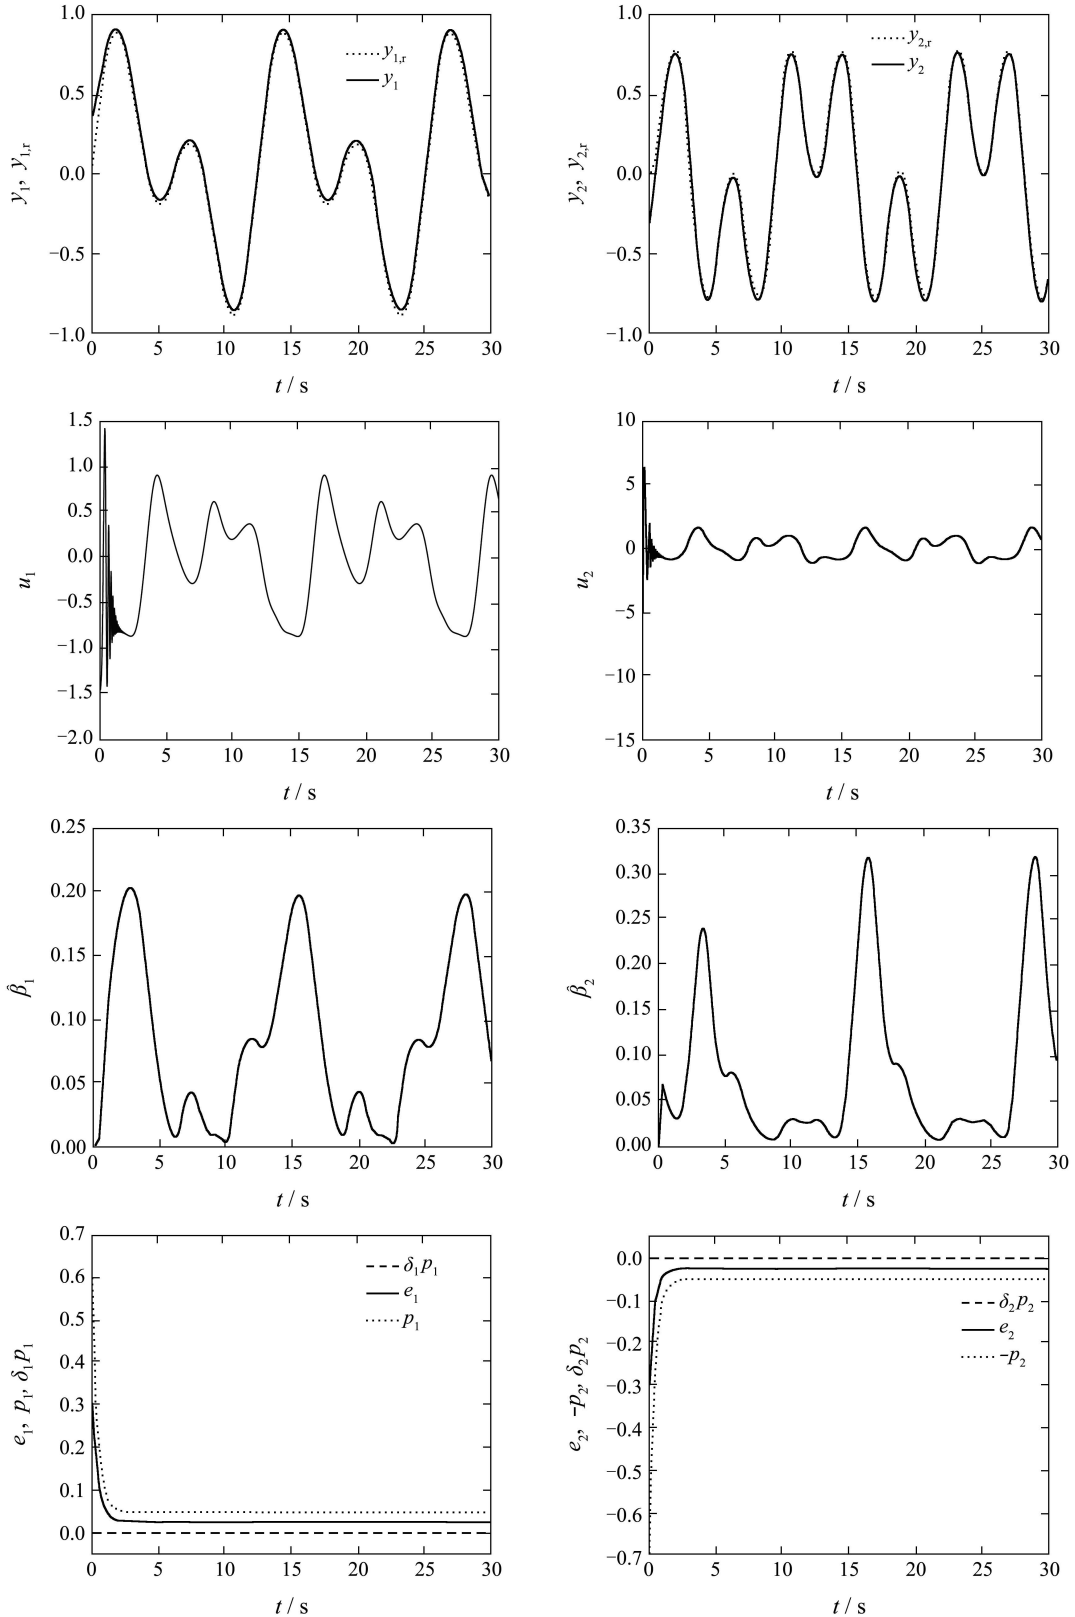 1.0
0.5
0.0
−0.5
−1.0
y₁, y₁,ᵣ
y₁,ᵣ
y₁
0 5 10 15 20 25 30
t / s
1.0
0.5
0.0
−0.5
−1.0
y₂, y₂,ᵣ
y₂,ᵣ
y₂
0 5 10 15 20 25 30
t / s
1.5
1.0
0.5
0.0
−0.5
−1.0
−1.5
−2.0
u₁
0 5 10 15 20 25 30
t / s
10
5
0
−5
−10
−15
u₂
0 5 10 15 20 25 30
t / s
0.25
0.20
0.15
0.10
0.05
0.00
β̂₁
0 5 10 15 20 25 30
t / s
0.35
0.30
0.25
0.20
0.15
0.10
0.05
0.00
β̂₂
0 5 10 15 20 25 30
t / s
0.7
0.6
0.5
0.4
0.3
0.2
0.1
0.0
e₁, p₁, δ₁p₁
δ₁p₁
e₁
p₁
0 5 10 15 20 25 30
t / s
0.0
−0.1
−0.2
−0.3
−0.4
−0.5
−0.6
−0.7
e₂, −p₂, δ₂p₂
δ₂p₂
e₂
−p₂
0 5 10 15 20 25 30
t / s